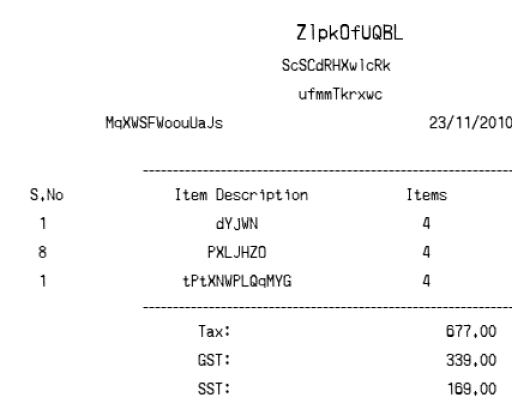 ZlpkOfUQBL
ScSCdRHXwlcRk
ufmmTkrxwc
MqXWSFWoouUaJs 23/11/2010
S.No Item Description Items
1 dYJWN 4
8 PXLJHZO 4
1 tPtXNWPLQqMYG 4
Tax: 677.00
GST: 339.00
SST: 169.00